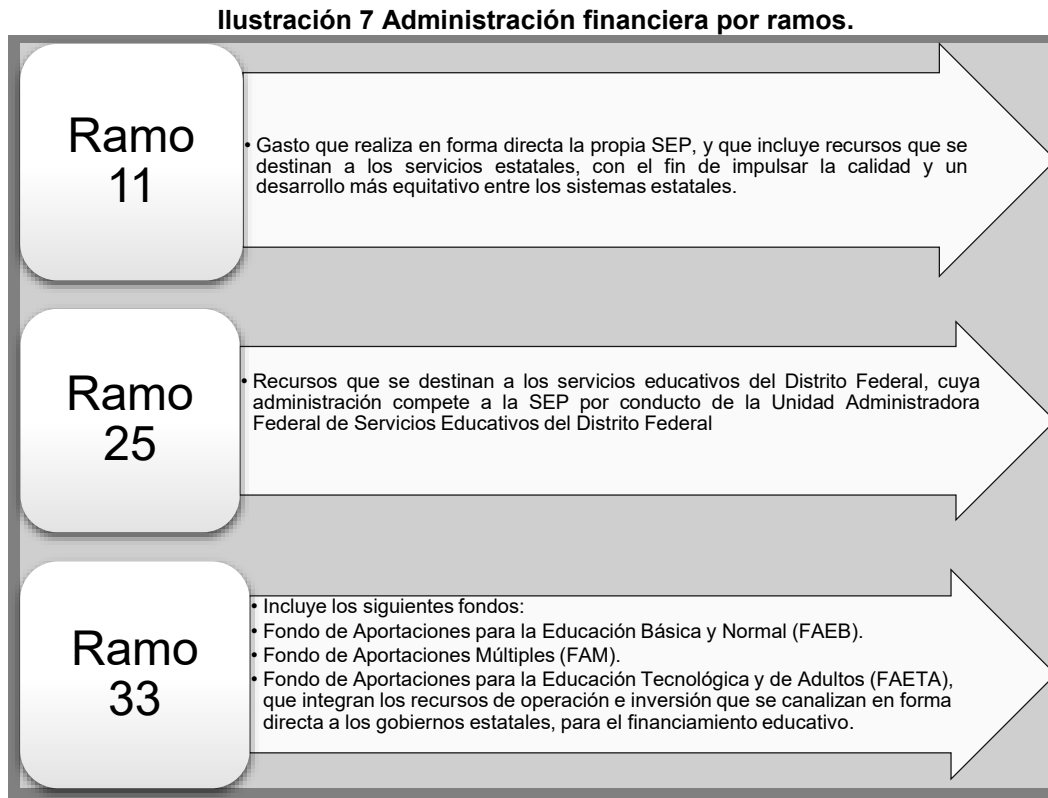 Ilustración 7 Administración financiera por ramos.
Ramo
11
• Gasto que realiza en forma directa la propia SEP, y que incluye recursos que se
destinan a los servicios estatales, con el fin de impulsar la calidad y un
desarrollo más equitativo entre los sistemas estatales.
Ramo
25
• Recursos que se destinan a los servicios educativos del Distrito Federal, cuya
administración compete a la SEP por conducto de la Unidad Administradora
Federal de Servicios Educativos del Distrito Federal
Ramo
33
• Incluye los siguientes fondos:
• Fondo de Aportaciones para la Educación Básica y Normal (FAEB).
• Fondo de Aportaciones Múltiples (FAM).
• Fondo de Aportaciones para la Educación Tecnológica y de Adultos (FAETA),
que integran los recursos de operación e inversión que se canalizan en forma
directa a los gobiernos estatales, para el financiamiento educativo.